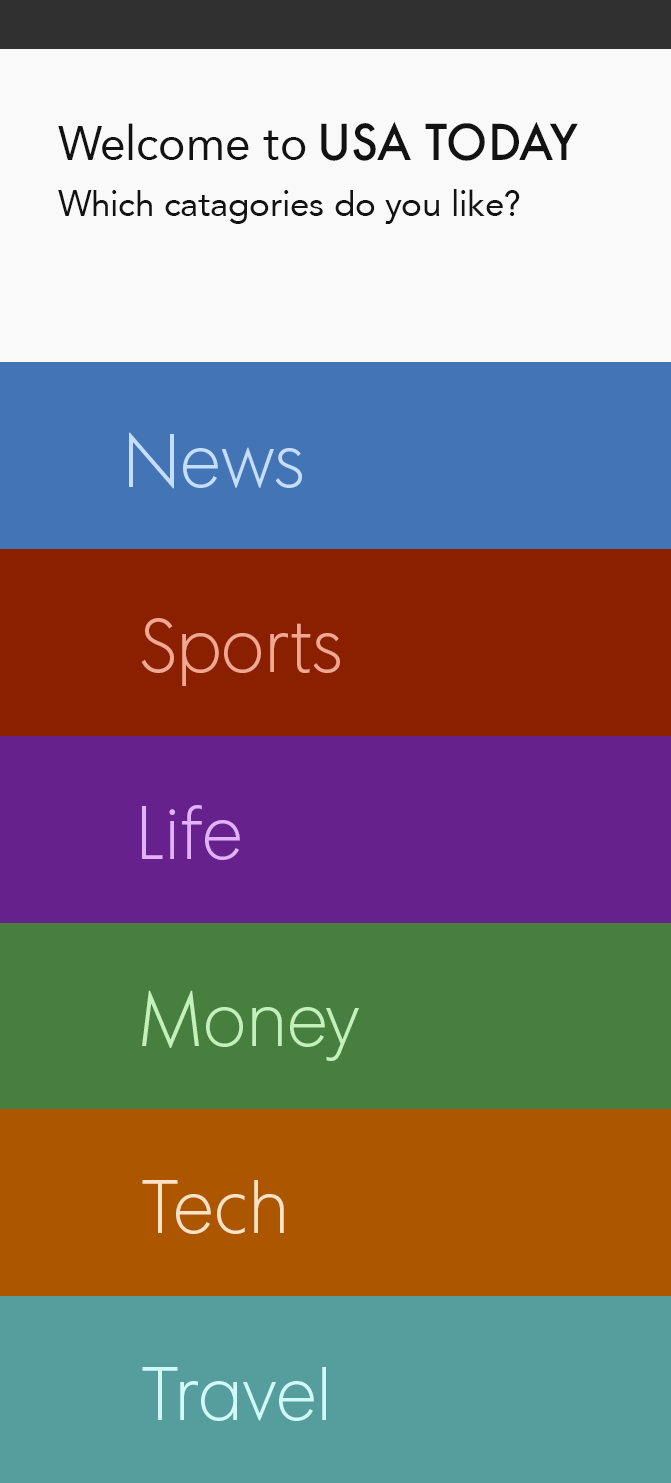 Welcome to USA TODAY
Which catagories do you like?
News
Sports
Life
Money
Tech
Travel